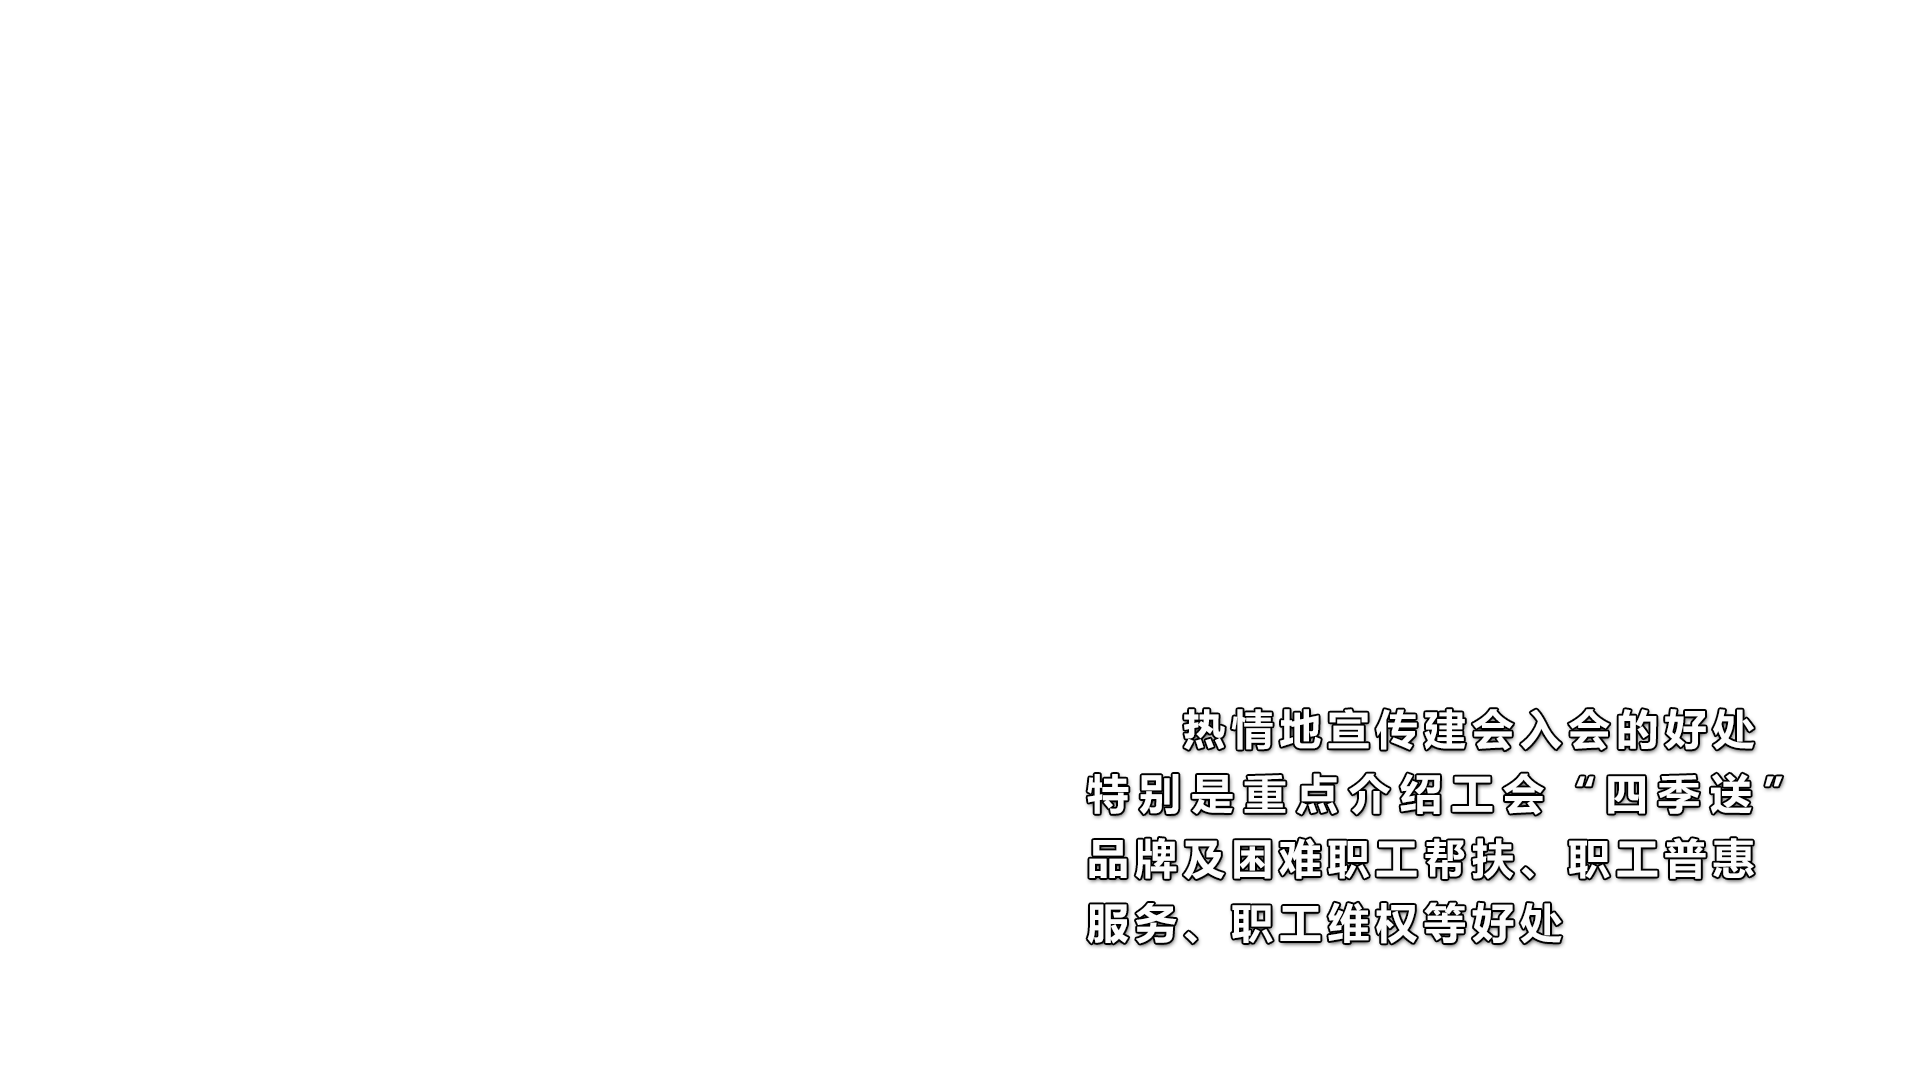 热情地宣传建会入会的好处
特别是重点介绍工会“四季送”
品牌及困难职工帮扶、职工普惠
服务、职工维权等好处